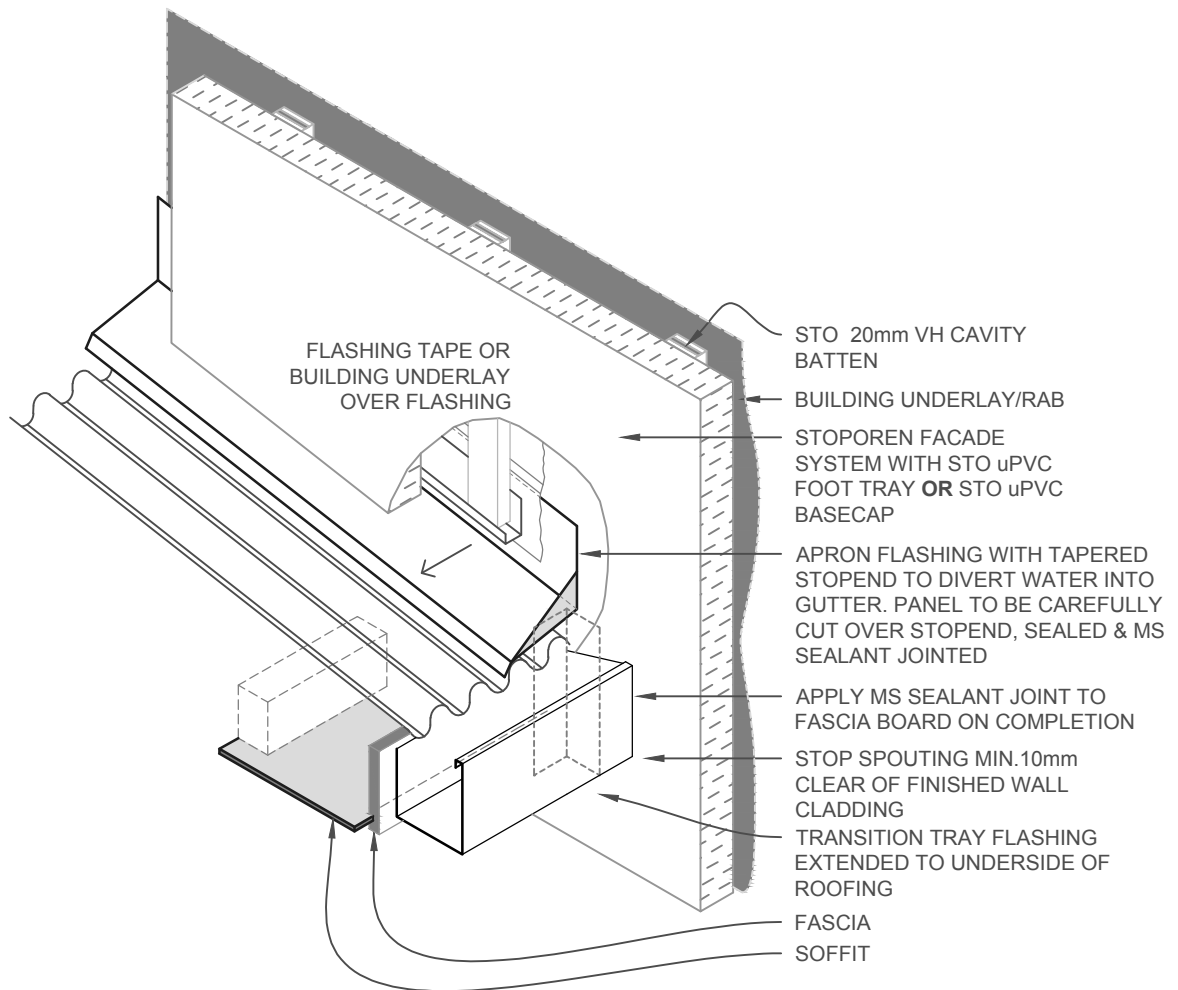 FLASHING TAPE OR
BUILDING UNDERLAY
OVER FLASHING
STO 20mm VH CAVITY
BATTEN
BUILDING UNDERLAY/RAB
STOPOREN FACADE
SYSTEM WITH STO uPVC
FOOT TRAY OR STO uPVC
BASECAP
APRON FLASHING WITH TAPERED
STOPEND TO DIVERT WATER INTO
GUTTER. PANEL TO BE CAREFULLY
CUT OVER STOPEND, SEALED & MS
SEALANT JOINTED
APPLY MS SEALANT JOINT TO
FASCIA BOARD ON COMPLETION
STOP SPOUTING MIN.10mm
CLEAR OF FINISHED WALL
CLADDING
TRANSITION TRAY FLASHING
EXTENDED TO UNDERSIDE OF
ROOFING
FASCIA
SOFFIT